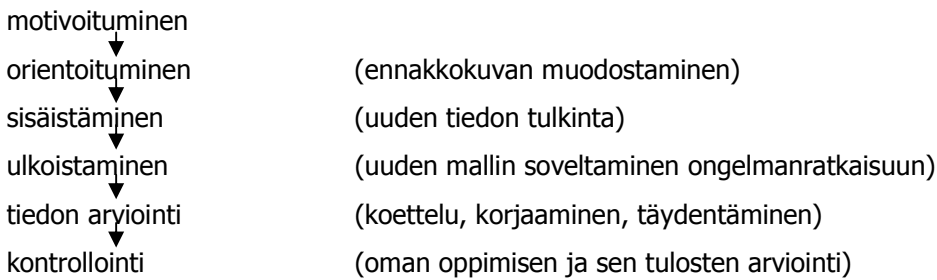 motivoituminen
orientoituminen (ennakkokuvan muodostaminen)
sisäistäminen (uuden tiedon tulkinta)
ulkoistaminen (uuden mallin soveltaminen ongelmanratkaisuun)
tiedon arviointi (koettelu, korjaaminen, täydentäminen)
kontrollointi (oman oppimisen ja sen tulosten arviointi)